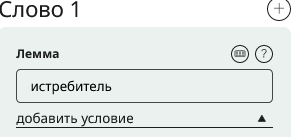 Слово 1
Лемма
истребитель
добавить условие